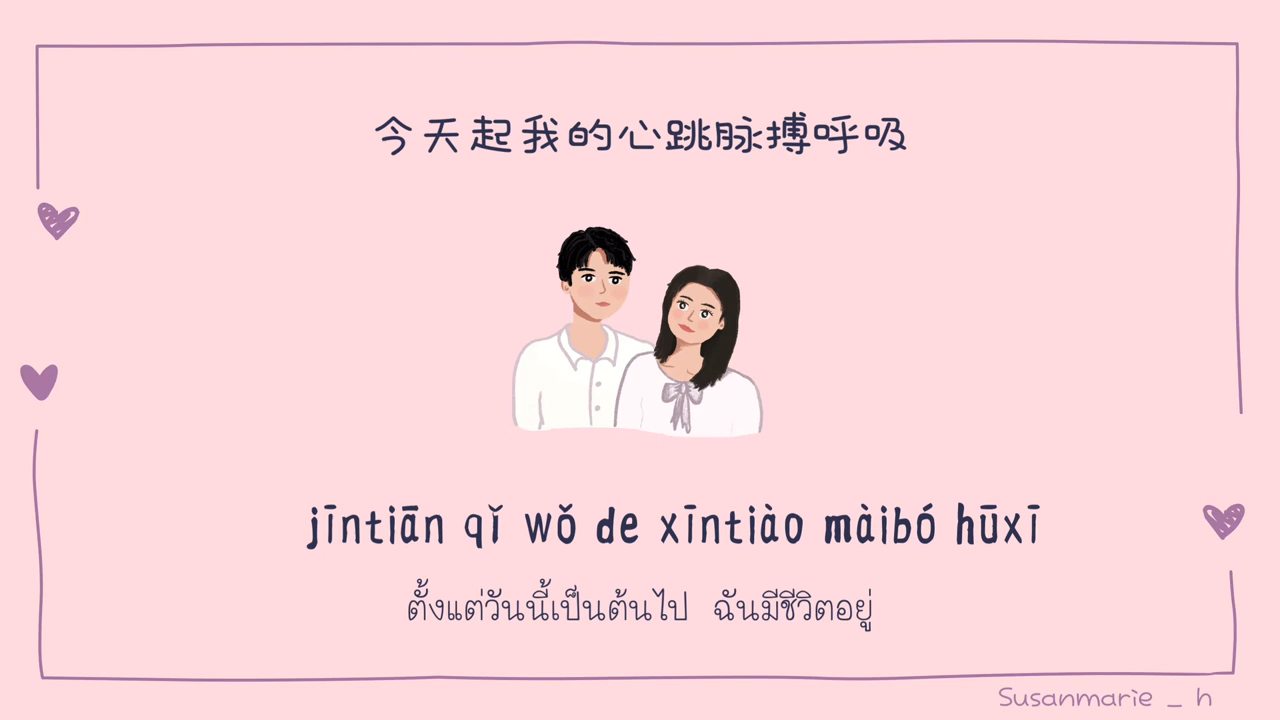 今天起我的心跳脉搏呼吸
jīntiān qǐ wǒ de xīntiào màibó hūxī
ตั้งแต่วันนี้เป็นต้นไป ฉันมีชีวิตอยู่
Susanmarie _ h